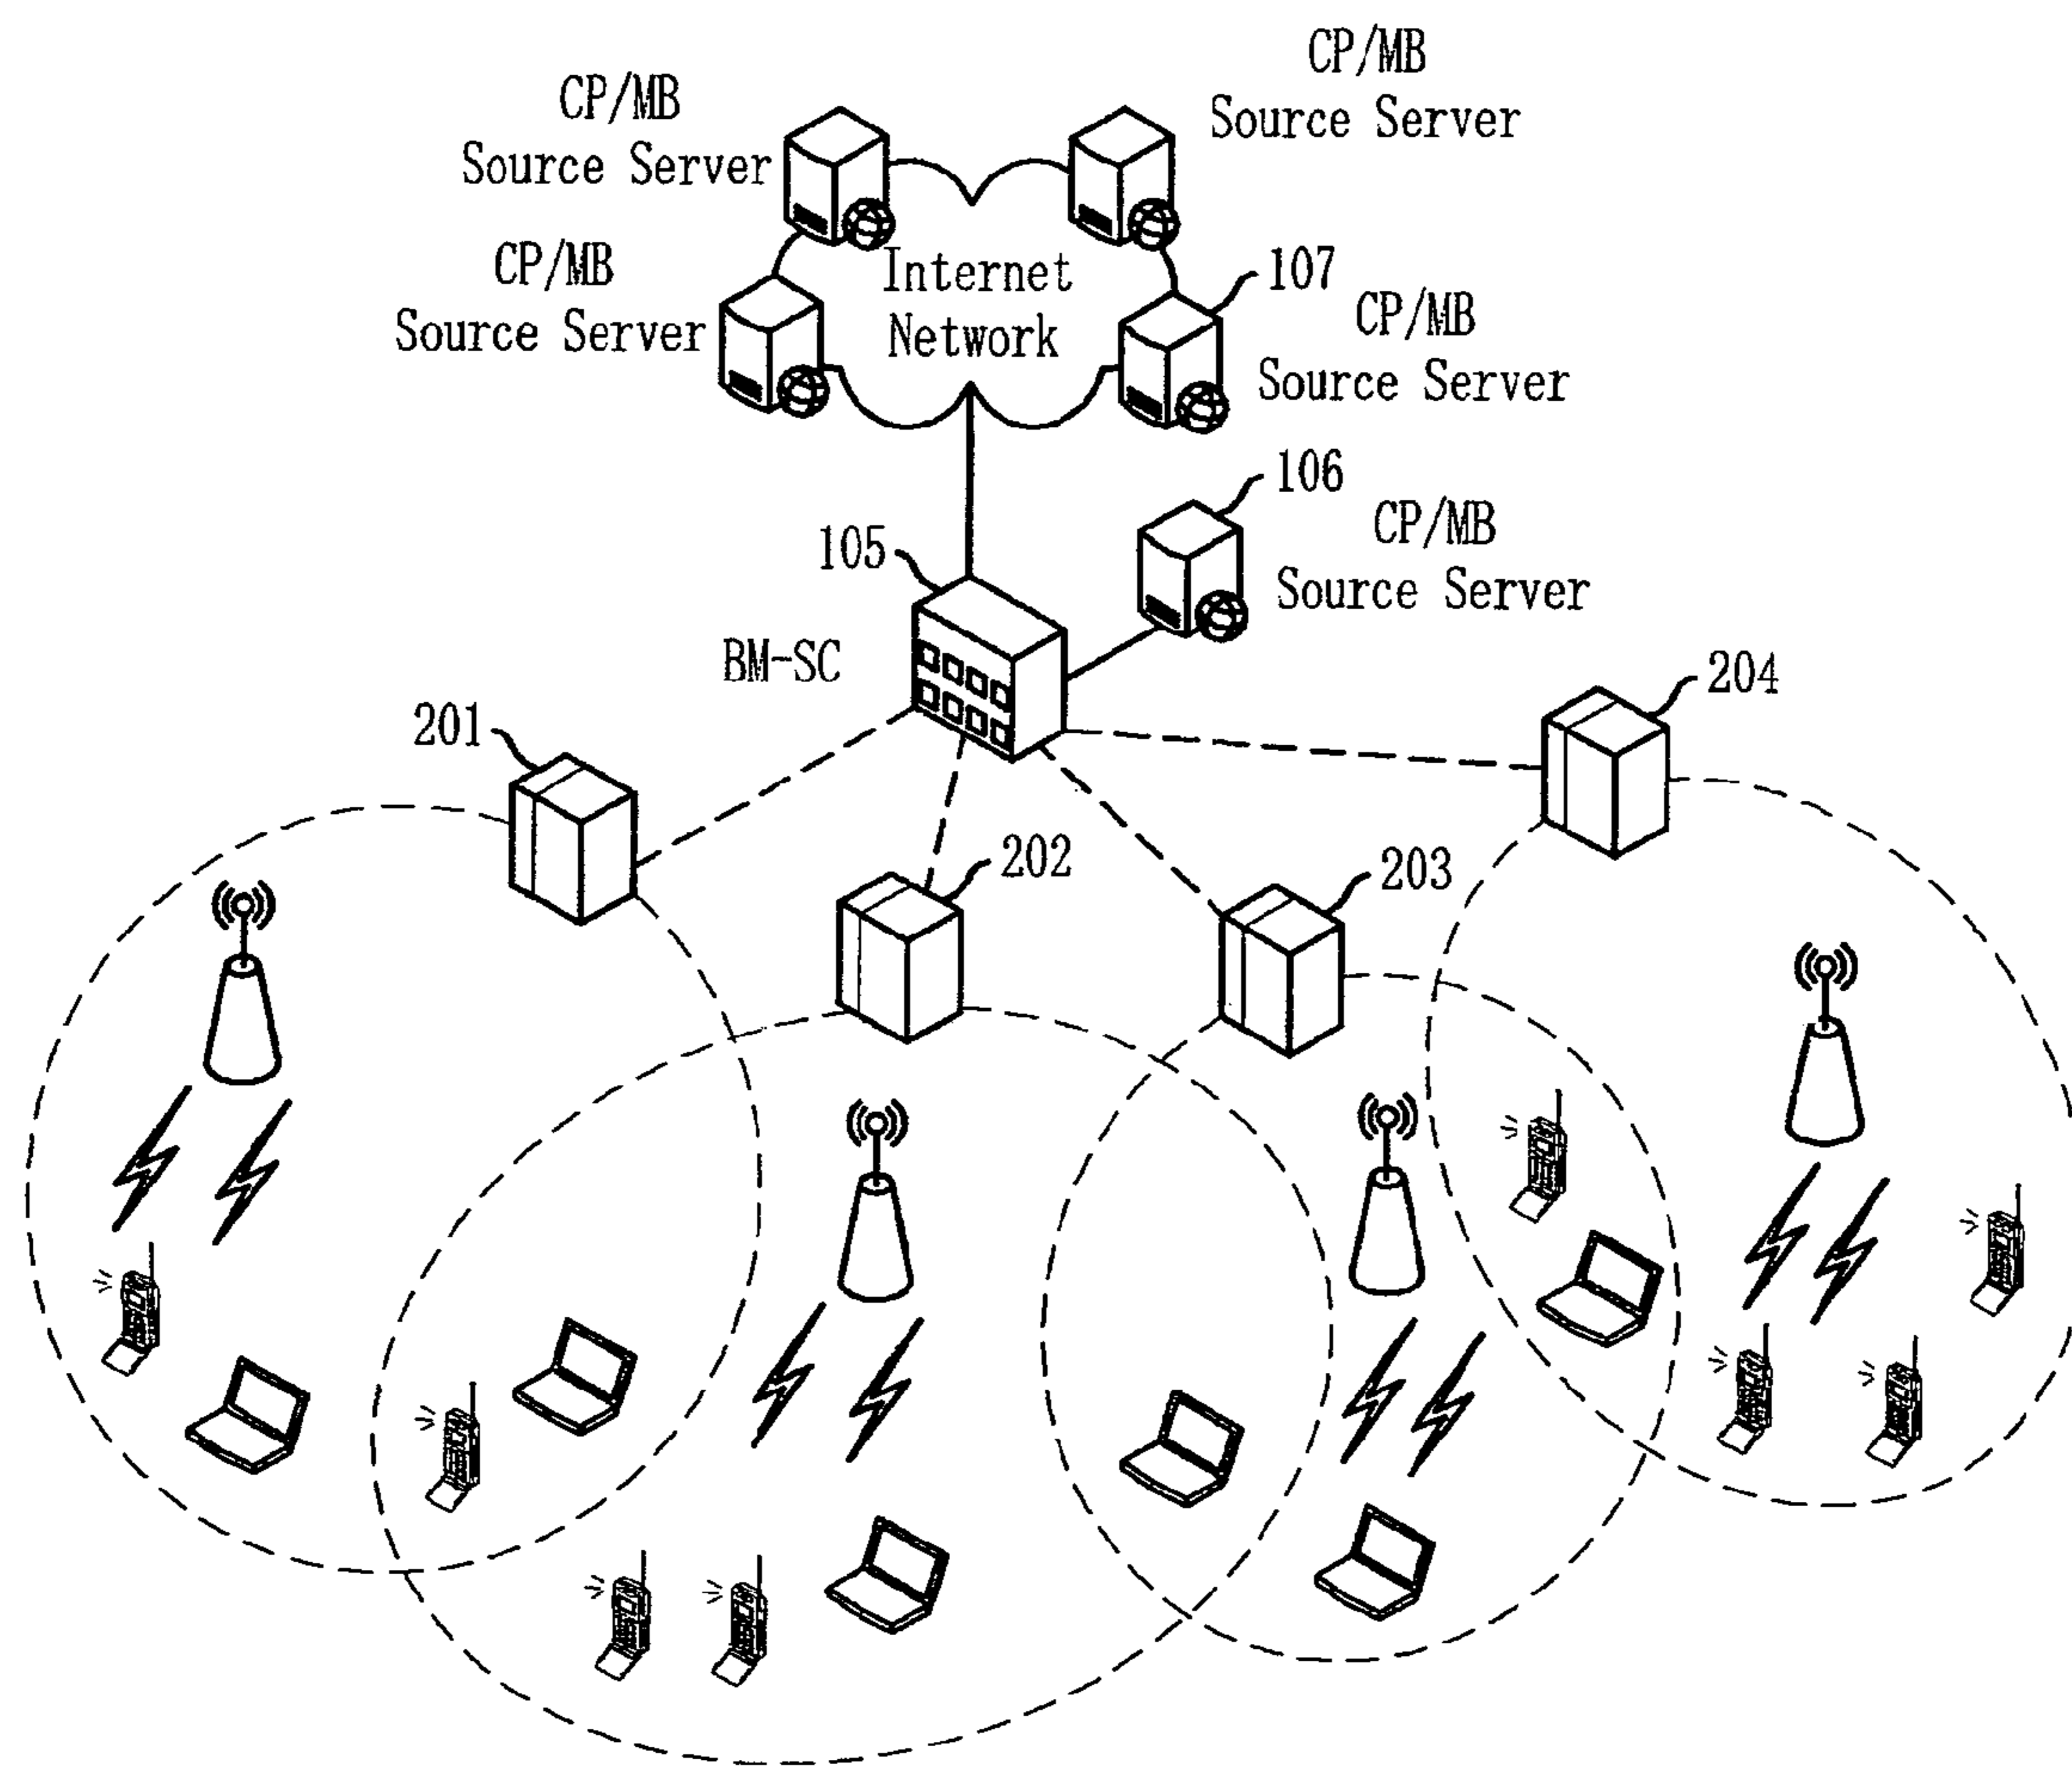 CP/MB
Source Server
CP/MB
Source Server
CP/MB
Source Server
Internet
Network
107
CP/MB
Source Server
106
CP/MB
Source Server
105
BM-SC
204
201
202
203